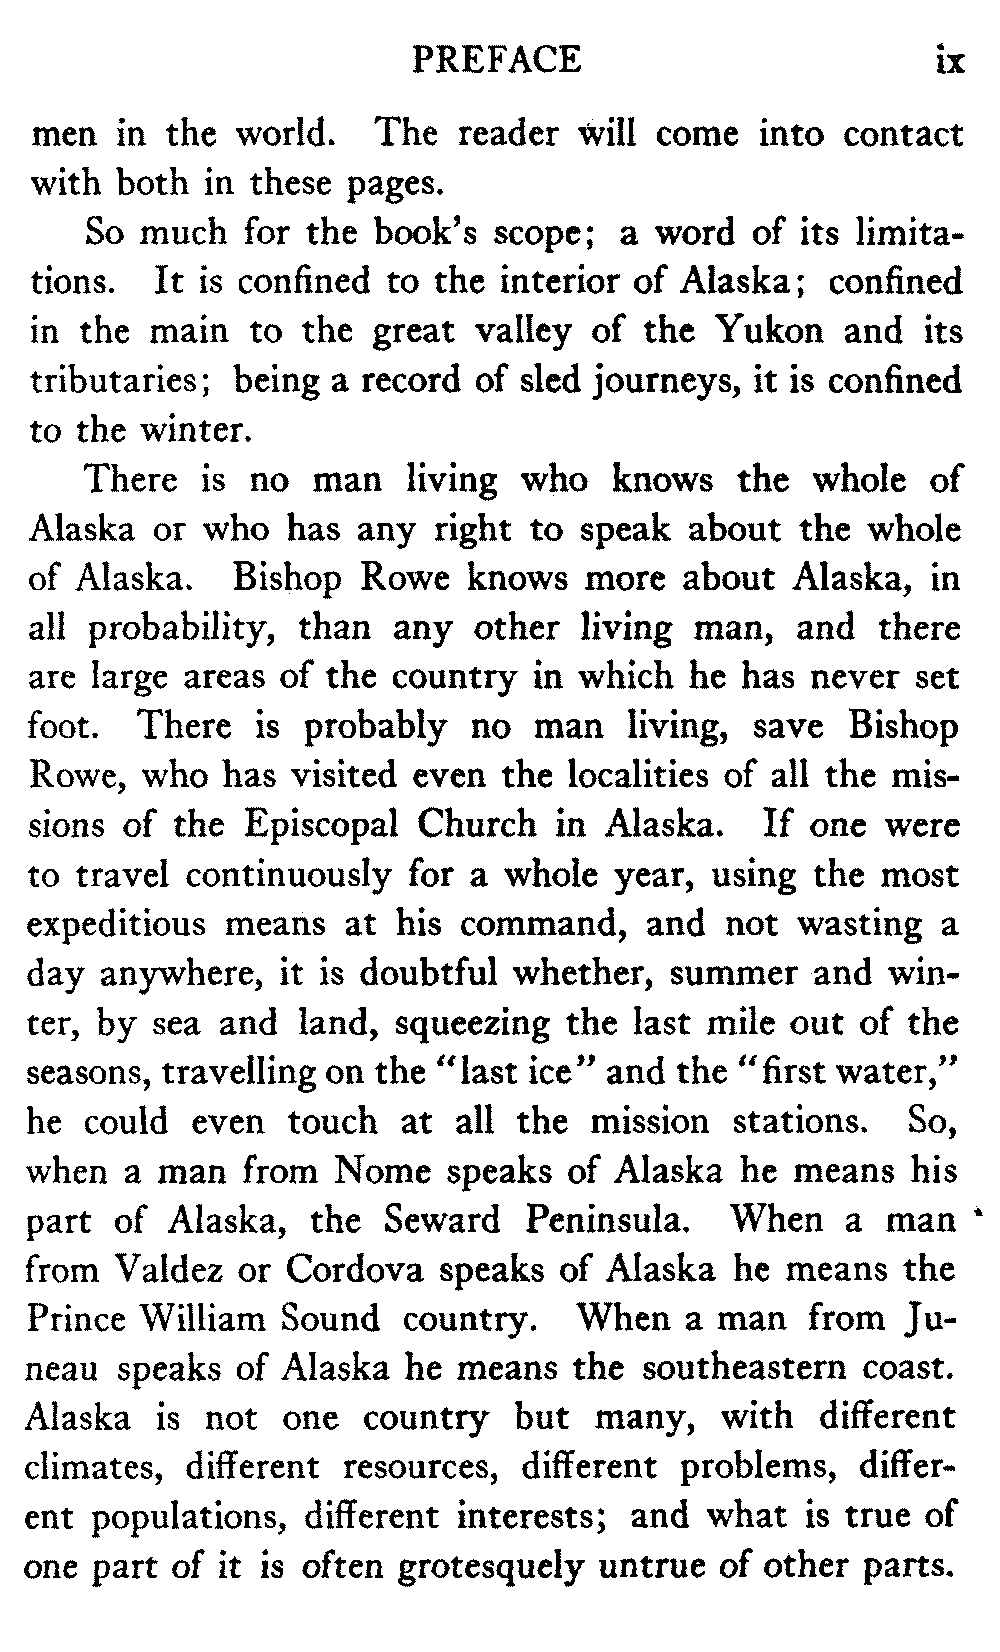 PREFACE ix
men in the world. The reader will come into contact
with both in these pages.
So much for the book's scope; a word of its limita-
tions. It is confined to the interior of Alaska; confined
in the main to the great valley of the Yukon and its
tributaries; being a record of sled journeys, it is confined
to the winter.
There is no man living who knows the whole of
Alaska or who has any right to speak about the whole
of Alaska. Bishop Rowe knows more about Alaska, in
all probability, than any other living man, and there
are large areas of the country in which he has never set
foot. There is probably no man living, save Bishop
Rowe, who has visited even the localities of all the mis-
sions of the Episcopal Church in Alaska. If one were
to travel continuously for a whole year, using the most
expeditious means at his command, and not wasting a
day anywhere, it is doubtful whether, summer and win-
ter, by sea and land, squeezing the last mile out of the
seasons, travelling on the "last ice" and the "first water,"
he could even touch at all the mission stations. So,
when a man from Nome speaks of Alaska he means his
part of Alaska, the Seward Peninsula. When a man
from Valdez or Cordova speaks of Alaska he means the
Prince William Sound country. When a man from Ju-
neau speaks of Alaska he means the southeastern coast.
Alaska is not one country but many, with different
climates, different resources, different problems, differ-
ent populations, different interests; and what is true of
one part of it is often grotesquely untrue of other parts.